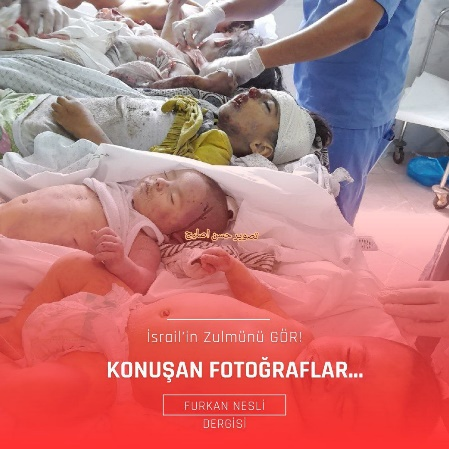 تصوير حسن اصليح
İsrail'in Zulmünü GÖR!
KONUŞAN FOTOĞRAFLAR...
FURKAN NESLİ
DERGİSİ